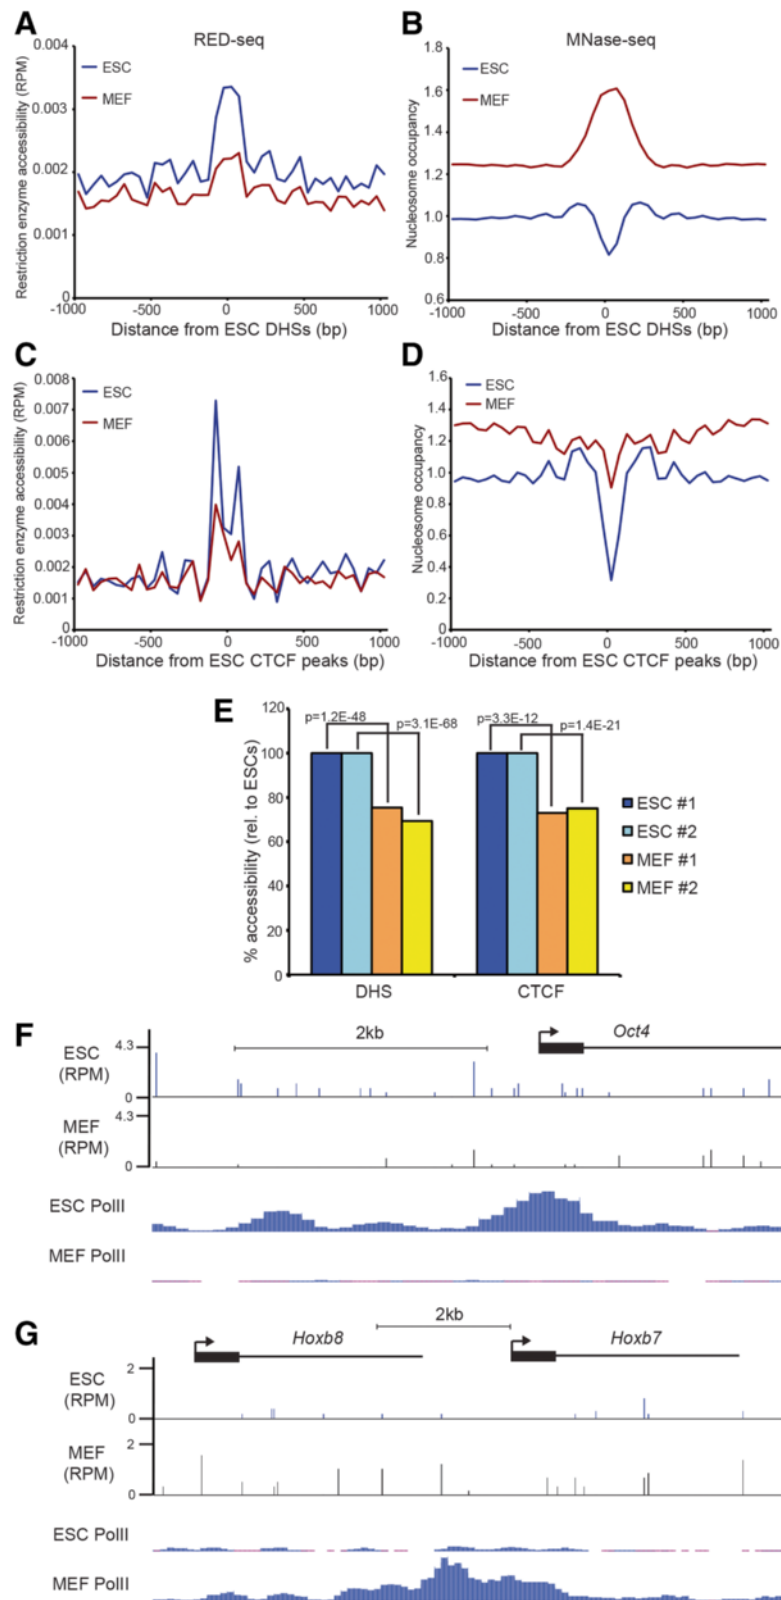 A
RED-seq
Restriction enzyme accessibility (RPM)
0.004
0.003
0.002
0.001
0
ESC
MEF
-1000 -500 0 500 1000
Distance from ESC DHSs (bp)
B
MNase-seq
Nucleosome occupancy
1.8
1.6
1.4
1.2
1.0
0.8
0.6
ESC
MEF
-1000 -500 0 500 1000
Distance from ESC DHSs (bp)
C
Restriction enzyme accessibility (RPM)
0.008
0.007
0.006
0.005
0.004
0.003
0.002
0.001
0
ESC
MEF
-1000 -500 0 500 1000
Distance from ESC CTCF peaks (bp)
D
Nucleosome occupancy
1.6
1.4
1.2
1.0
0.8
0.6
0.4
0.2
0
ESC
MEF
-1000 -500 0 500 1000
Distance from ESC CTCF peaks (bp)
E
% accessibility (rel. to ESCs)
120
100
80
60
40
20
0
p=1.2E-48
p=3.1E-68
p=3.3E-12
p=1.4E-21
DHS CTCF
ESC #1
ESC #2
MEF #1
MEF #2
F
2kb
Oct4
ESC (RPM)
4.3
0
MEF (RPM)
4.3
0
ESC PolII
MEF PolII
G
2kb
Hoxb8
Hoxb7
ESC (RPM)
2
0
MEF (RPM)
2
0
ESC PolII
MEF PolII